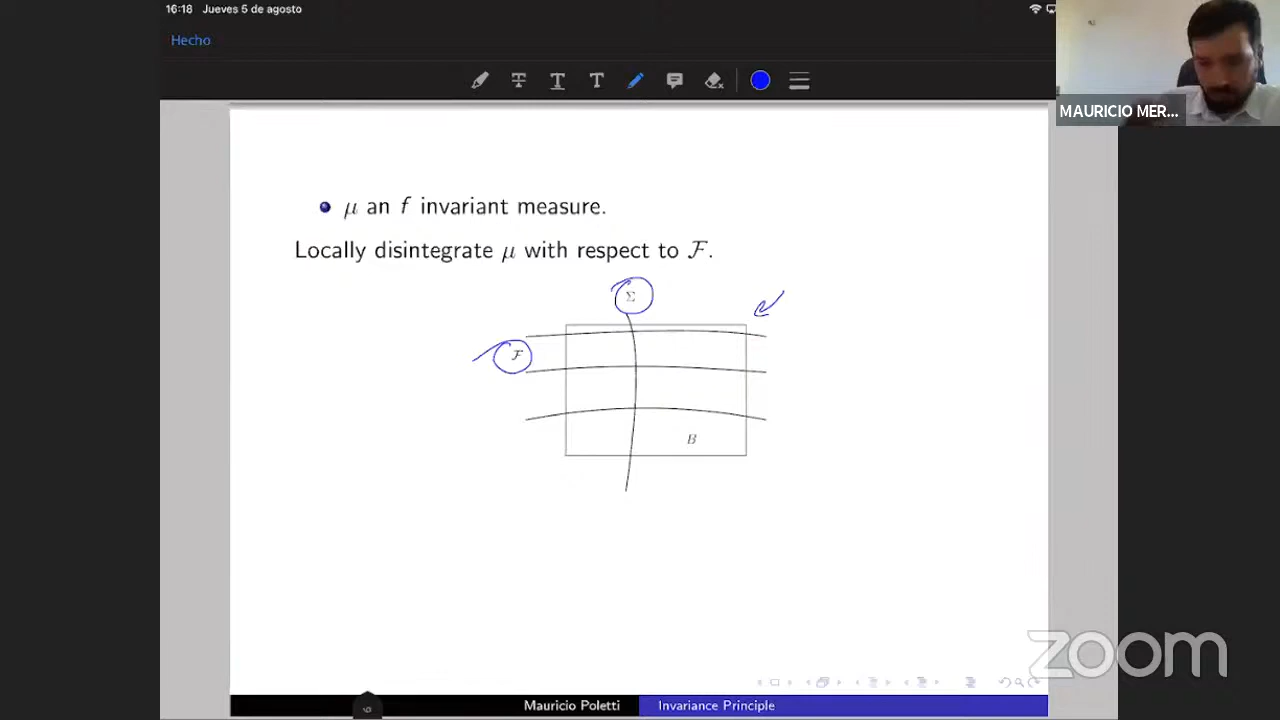 16:18 Jueves 5 de agosto
Hecho
T T T
MAURICIO MER...
μ an f invariant measure.
Locally disintegrate μ with respect to ℱ.
Σ
ℱ
B
zoom
Mauricio Poletti Invariance Principle